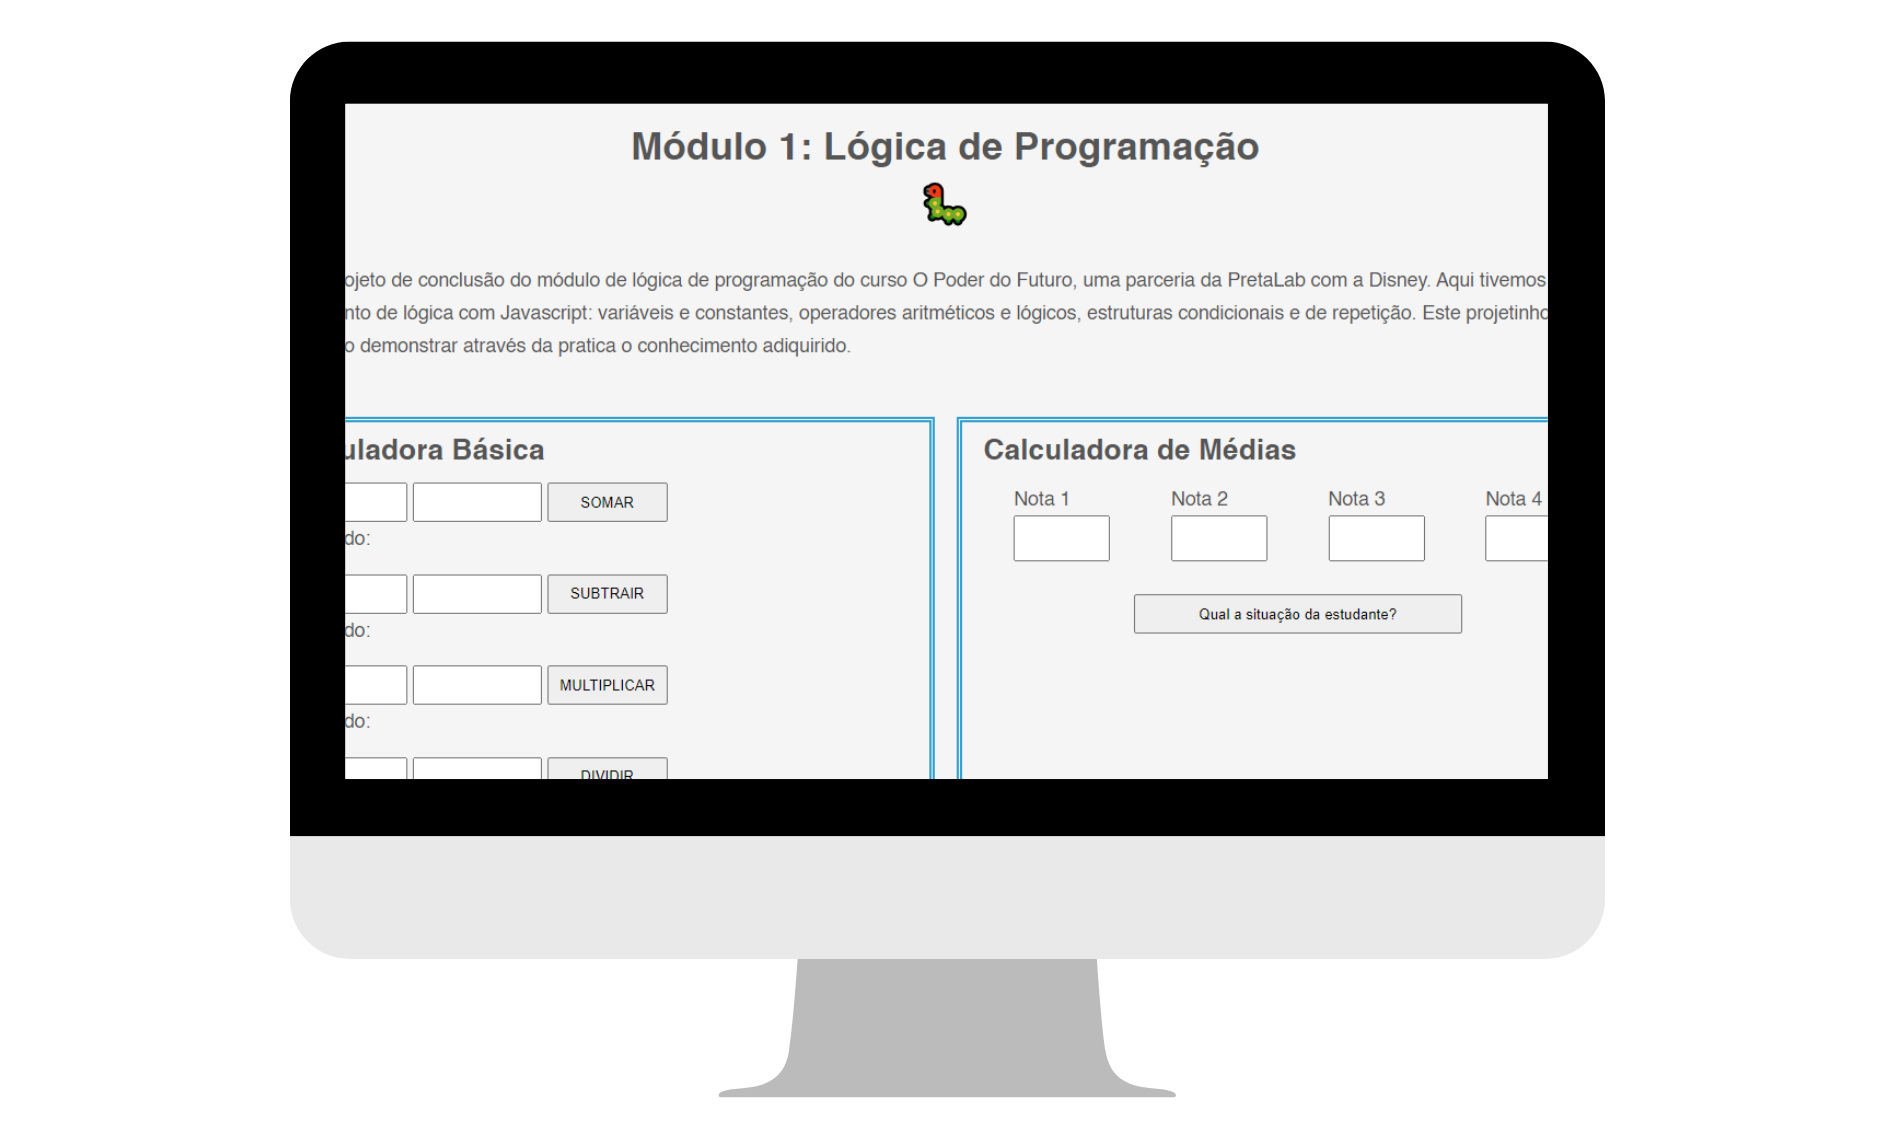 Módulo 1: Lógica de Programação
ojeto de conclusão do módulo de lógica de programação do curso O Poder do Futuro, uma parceria da PretaLab com a Disney. Aqui tivemos
nto de lógica com Javascript: variáveis e constantes, operadores aritméticos e lógicos, estruturas condicionais e de repetição. Este projetinho
o demonstrar através da pratica o conhecimento adiquirido.
uladora Básica
SOMAR
do:
SUBTRAIR
do:
MULTIPLICAR
do:
DIVIDIR
Calculadora de Médias
Nota 1 Nota 2 Nota 3 Nota 4
Qual a situação da estudante?